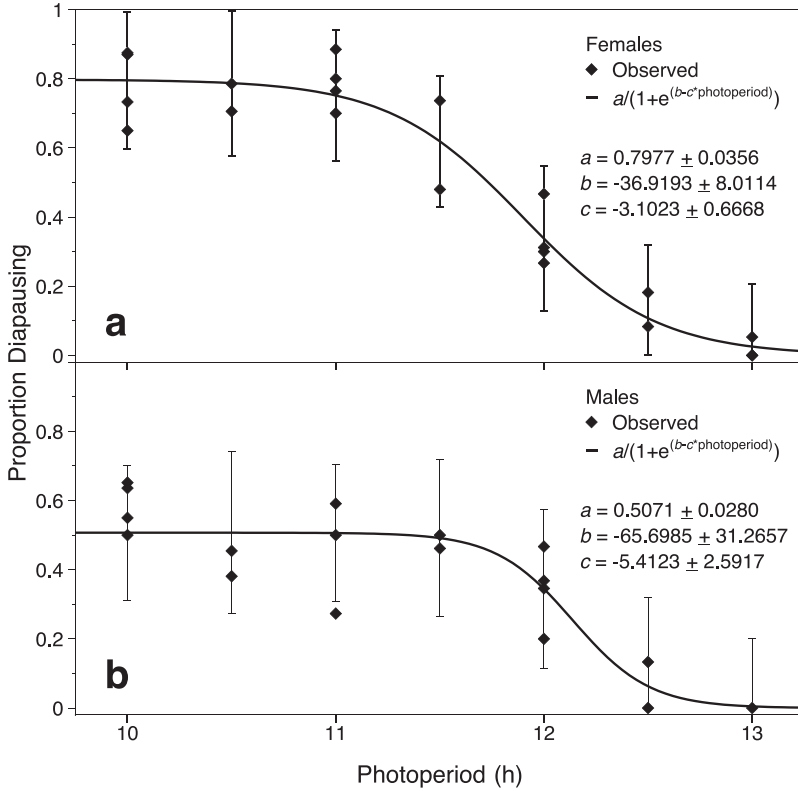 1
0.8
0.6
0.4
0.2
0
a
Females
Observed
a/(1+e^(b-c*photoperiod))
a = 0.7977 ± 0.0356
b = -36.9193 ± 8.0114
c = -3.1023 ± 0.6668
Proportion Diapausing
0.8
0.6
0.4
0.2
0
b
Males
Observed
a/(1+e^(b-c*photoperiod))
a = 0.5071 ± 0.0280
b = -65.6985 ± 31.2657
c = -5.4123 ± 2.5917
10 11 12 13
Photoperiod (h)